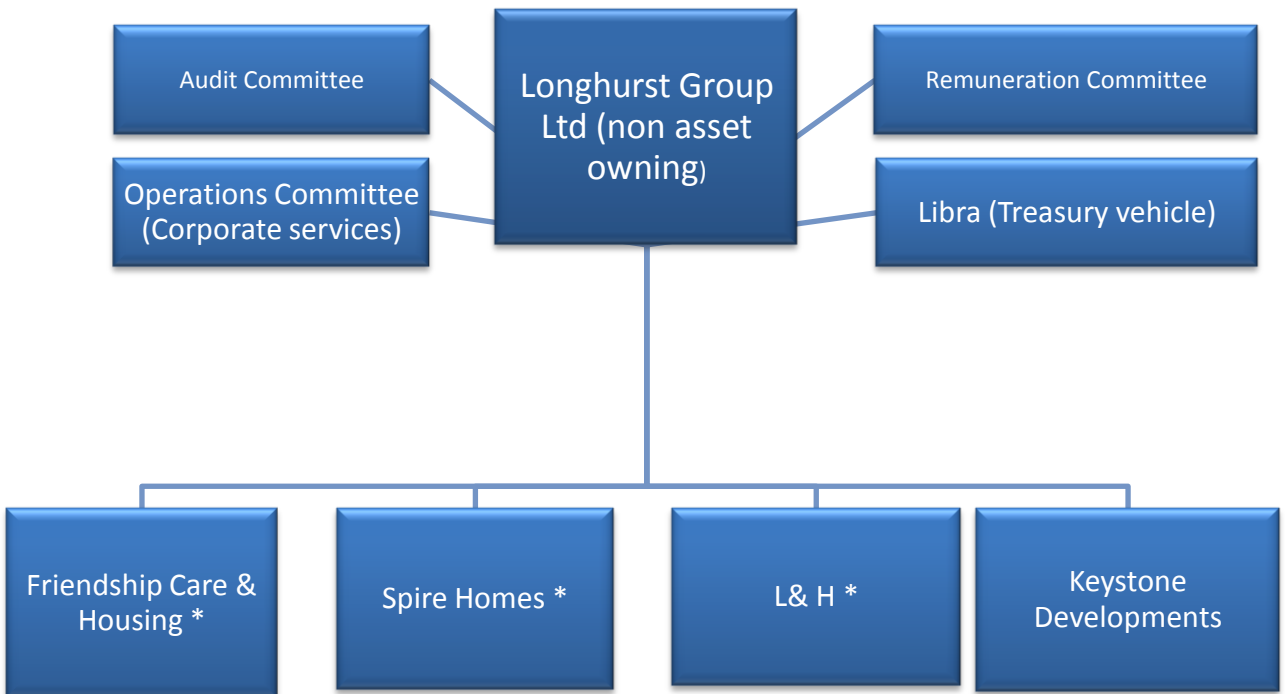 Audit Committee
Longhurst Group
Ltd (non asset
owning)
Remuneration Committee
Operations Committee
(Corporate services)
Libra (Treasury vehicle)
Friendship Care &
Housing *
Spire Homes *
L& H *
Keystone
Developments